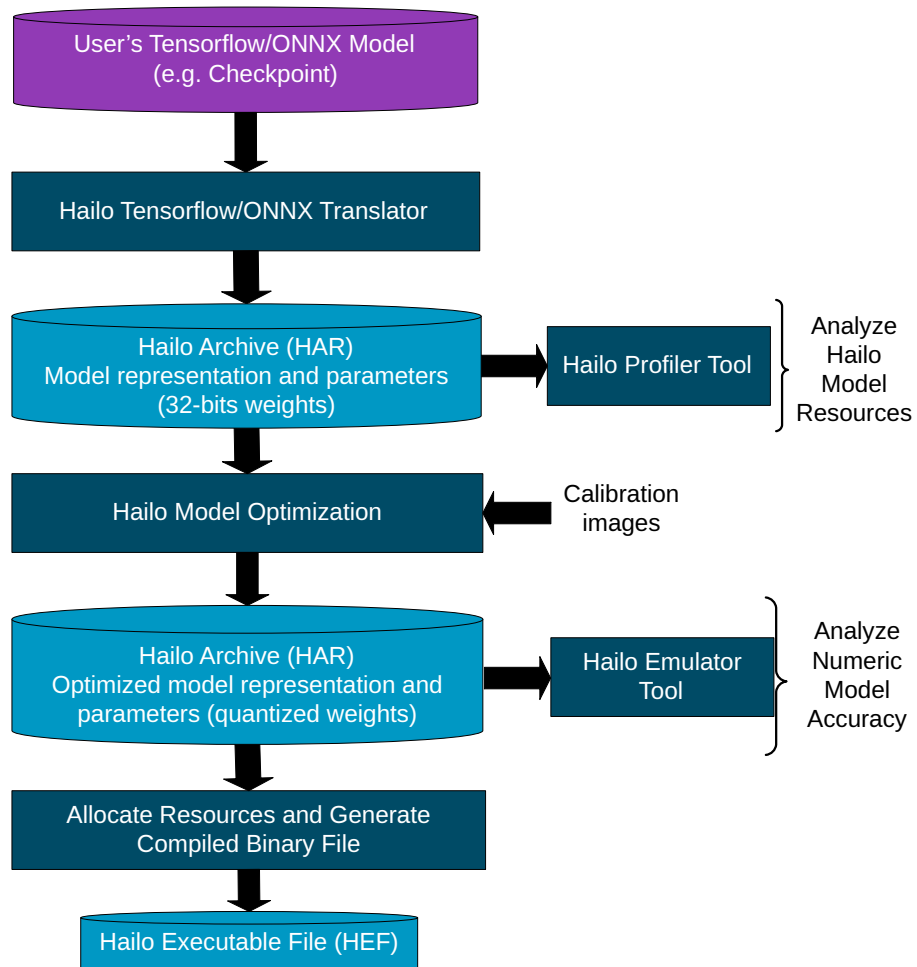 User’s Tensorflow/ONNX Model
(e.g. Checkpoint)
Hailo Tensorflow/ONNX Translator
Hailo Archive (HAR)
Model representation and parameters
(32-bits weights)
Hailo Profiler Tool
Analyze
Hailo
Model
Resources
Hailo Model Optimization
Calibration
images
Hailo Archive (HAR)
Optimized model representation and
parameters (quantized weights)
Hailo Emulator
Tool
Analyze
Numeric
Model
Accuracy
Allocate Resources and Generate
Compiled Binary File
Hailo Executable File (HEF)